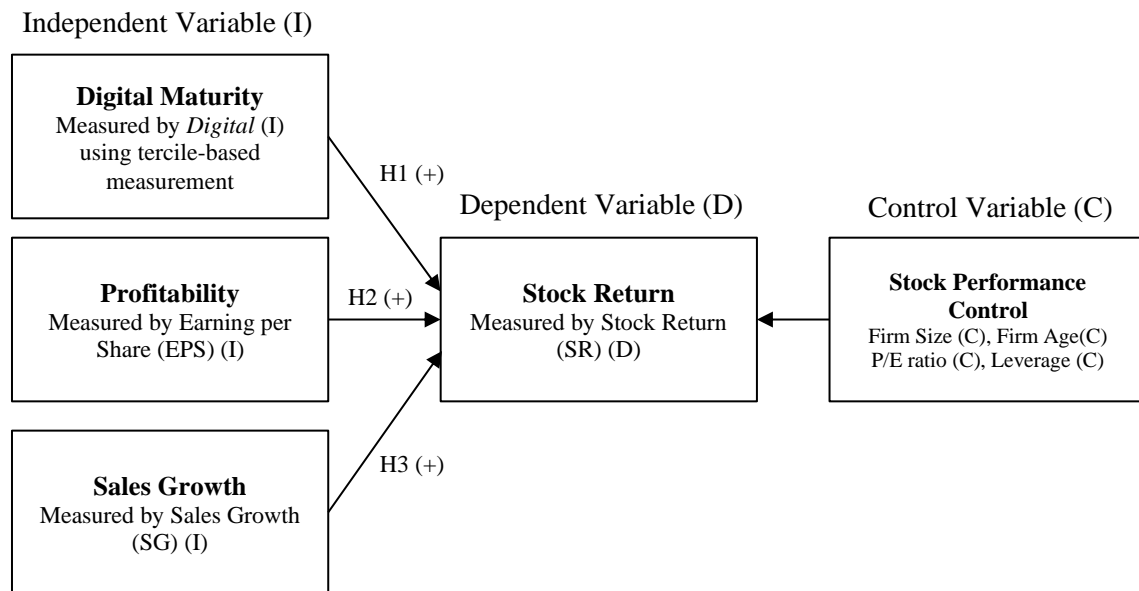 Independent Variable (I)
Digital Maturity
Measured by Digital (I)
using tercile-based
measurement
H1 (+)
Dependent Variable (D)
Control Variable (C)
Profitability
Measured by Earning per
Share (EPS) (I)
H2 (+)
Stock Return
Measured by Stock Return
(SR) (D)
Stock Performance
Control
Firm Size (C), Firm Age(C)
P/E ratio (C), Leverage (C)
H3 (+)
Sales Growth
Measured by Sales Growth
(SG) (I)